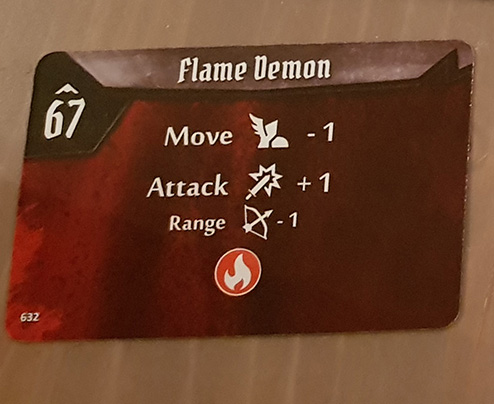 Flame Demon
67
Move - 1
Attack + 1
Range - 1
632